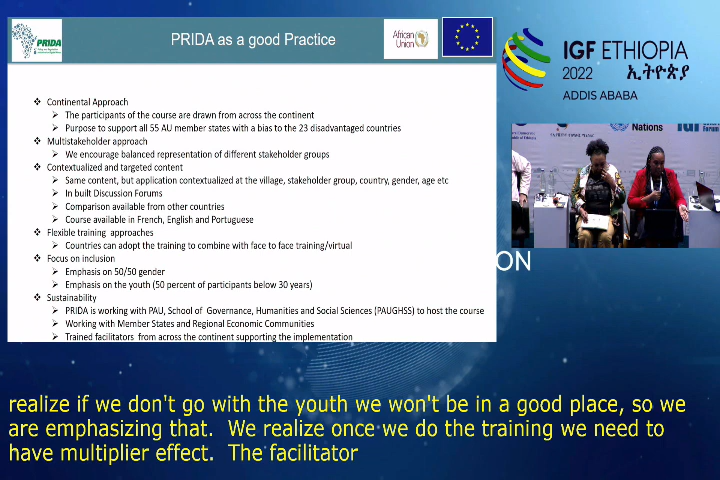 PRIDA
PRIDA as a good Practice
African
Union
IGF ETHIOPIA
2022 ኢትዮጵያ
ADDIS ABABA
❖ Continental Approach
➢ The participants of the course are drawn from across the continent
➢ Purpose to support all 55 AU member states with a bias to the 23 disadvantaged countries
❖ Multistakeholder approach
➢ We encourage balanced representation of different stakeholder groups
❖ Contextualized and targeted content
➢ Same content, but application contextualized at the village, stakeholder group, country, gender, age etc
➢ In built Discussion Forums
➢ Comparison available from other countries
➢ Course available in French, English and Portuguese
❖ Flexible training approaches
➢ Countries can adopt the training to combine with face to face training/virtual
❖ Focus on inclusion
➢ Emphasis on 50/50 gender
➢ Emphasis on the youth (50 percent of participants below 30 years)
❖ Sustainability
➢ PRIDA is working with PAU, School of Governance, Humanities and Social Sciences (PAUGHSS) to host the course
➢ Working with Member States and Regional Economic Communities
➢ Trained facilitators from across the continent supporting the implementation
Nations
ON
realize if we don't go with the youth we won't be in a good place, so we
are emphasizing that. We realize once we do the training we need to
have multiplier effect. The facilitator